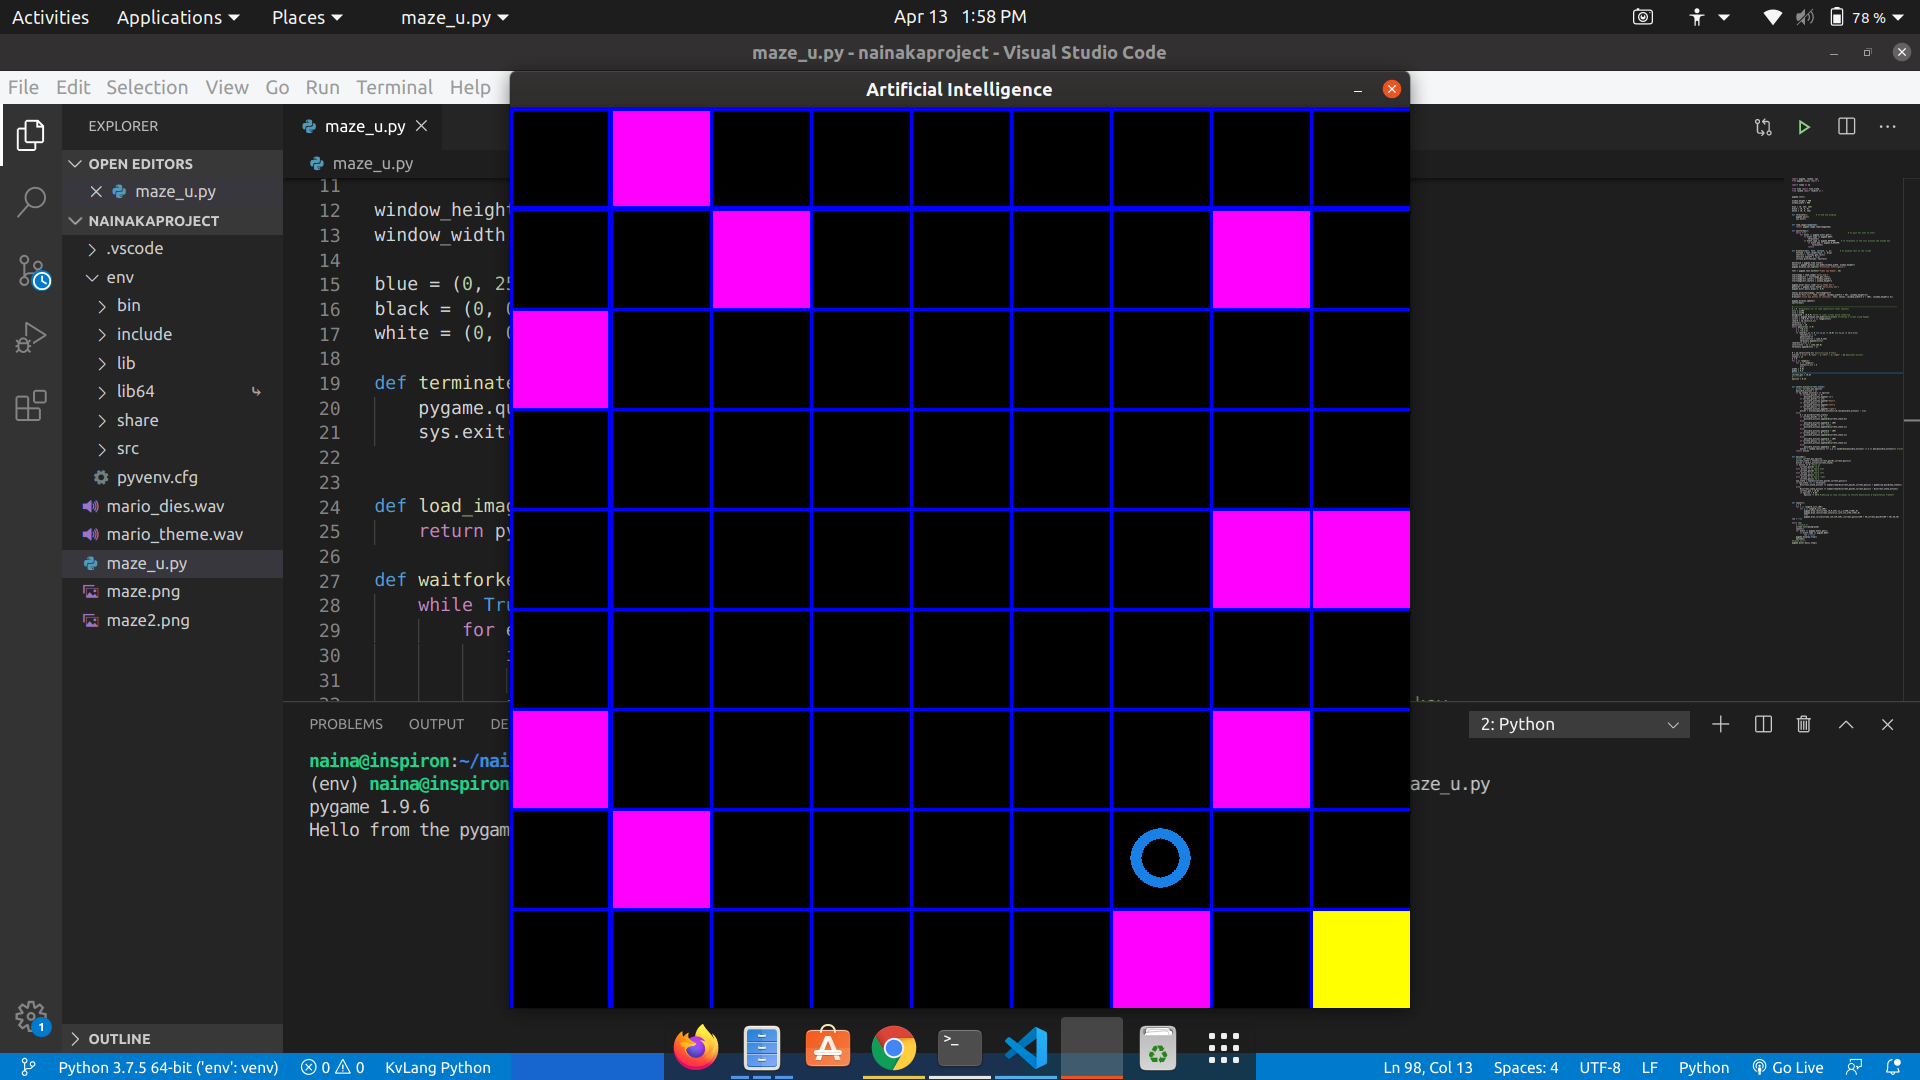 Activities Applications Places maze_u.py Apr 13 1:58 PM 78 %
maze_u.py - nainakaproject - Visual Studio Code
File Edit Selection View Go Run Terminal Help
Artificial Intelligence
EXPLORER
OPEN EDITORS
maze_u.py
NAINAKAPROJECT
.vscode
env
bin
include
lib
lib64
share
src
pyvenv.cfg
mario_dies.wav
mario_theme.wav
maze_u.py
maze.png
maze2.png
OUTLINE
maze_u.py
maze_u.py
11
12 window_height
13 window_width
14
15 blue = (0, 25
16 black = (0, 0
17 white = (0, 0
18
19 def terminate
20 pygame.qu
21 sys.exit
22
23
24 def load_imag
25 return py
26
27 def waitforke
28 while Tru
29 for e
30
31
PROBLEMS OUTPUT DE
2: Python
naina@inspiron:~/nai
(env) naina@inspiron aze_u.py
pygame 1.9.6
Hello from the pygam
1
Python 3.7.5 64-bit ('env': venv) 0 0 KvLang Python Ln 98, Col 13 Spaces: 4 UTF-8 LF Python Go Live